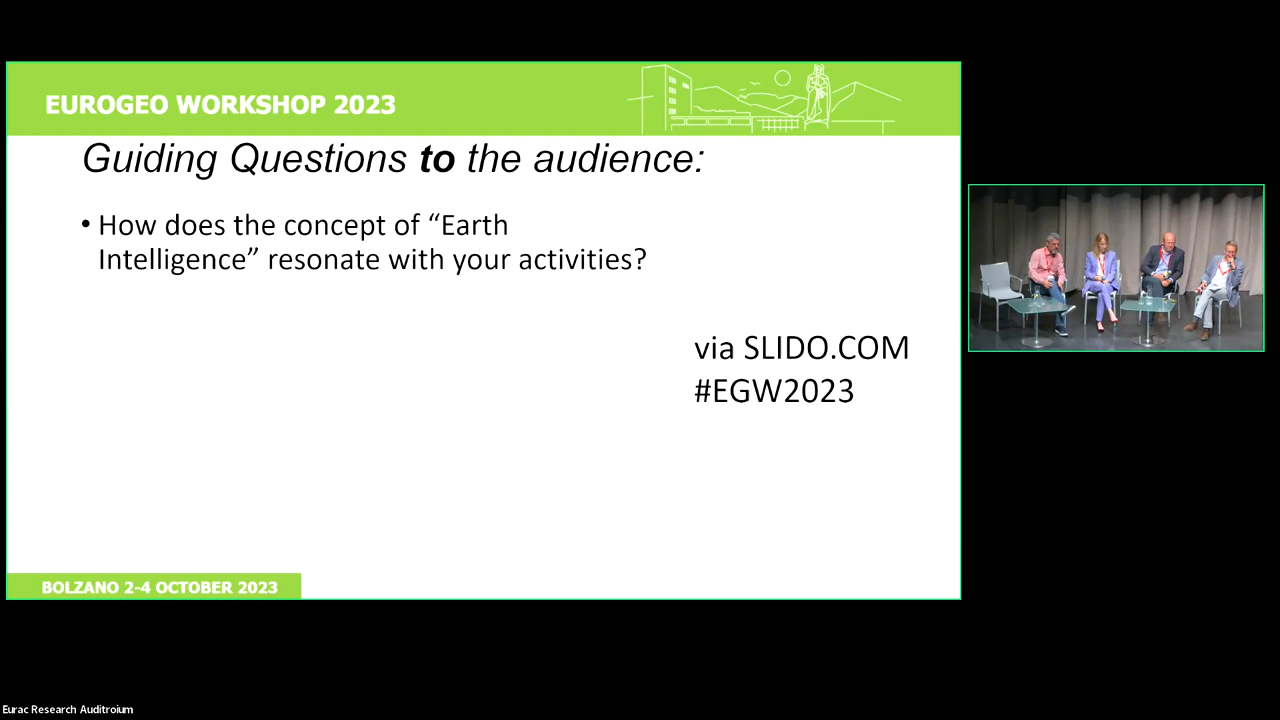 EUROGEO WORKSHOP 2023
Guiding Questions to the audience:
• How does the concept of “Earth
Intelligence” resonate with your activities?
via SLIDO.COM
#EGW2023
BOLZANO 2-4 OCTOBER 2023
Eurac Research Auditroium